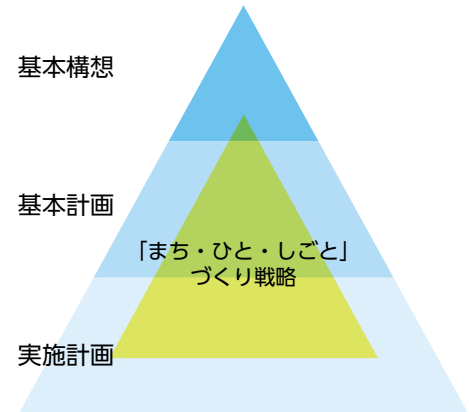 基本構想
基本計画
「まち・ひと・しごと」
づくり戦略
実施計画